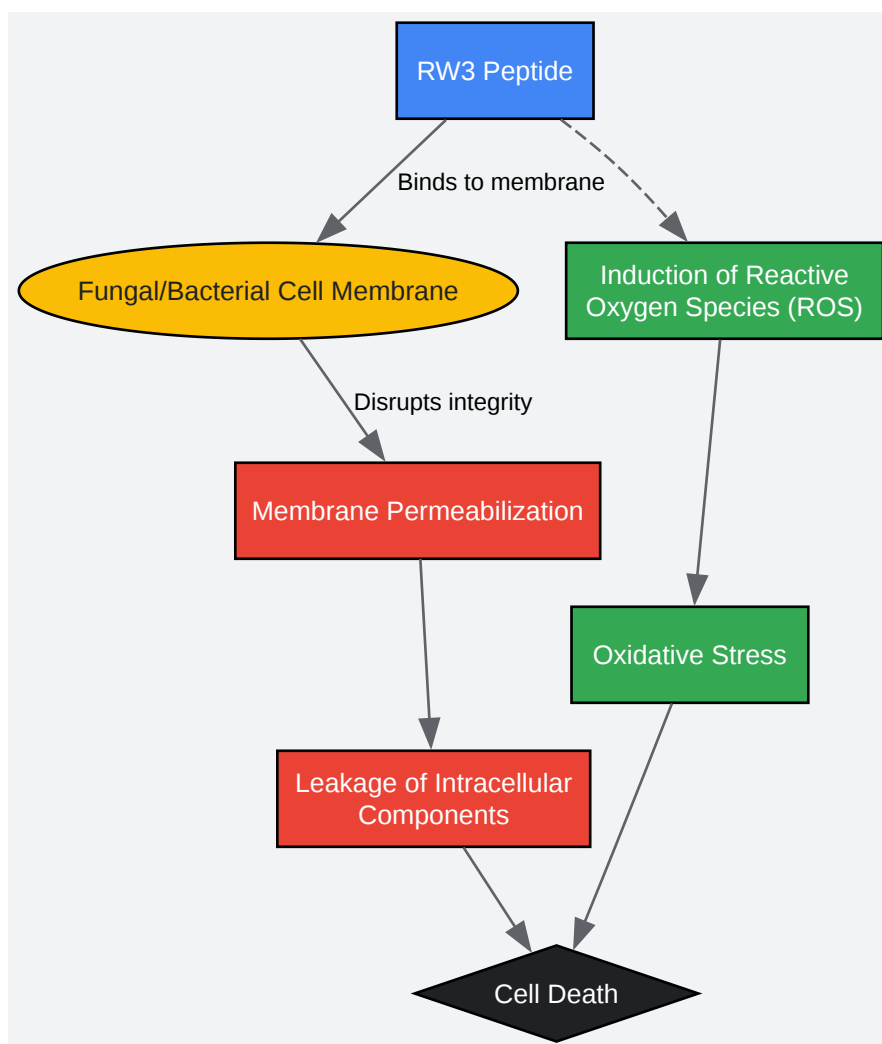 RW3 Peptide
Binds to membrane
Fungal/Bacterial Cell Membrane
Induction of Reactive
Oxygen Species (ROS)
Disrupts integrity
Membrane Permeabilization
Oxidative Stress
Leakage of Intracellular
Components
Cell Death